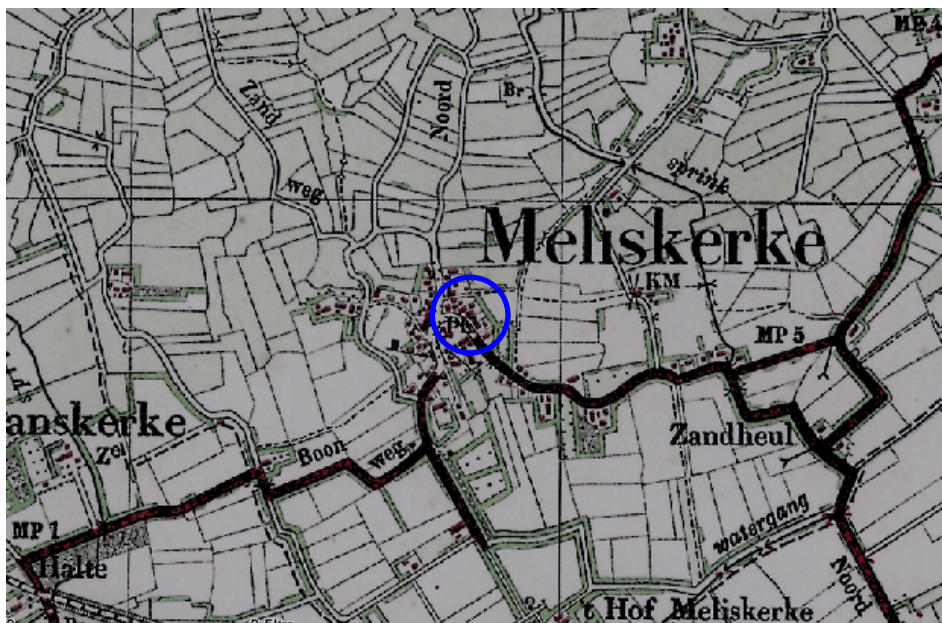 MP 4
Zand
weg
Noord
Br
sprink
Meliskerke
KM
PK
MP 5
anskerke
Zel
Boon
weg
Zandheul
MP 1
Halte
watergang
Noord
't Hof Meliskerke